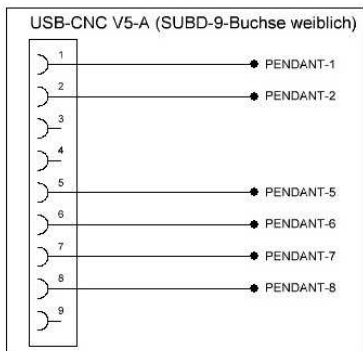 USB-CNC V5-A (SUBD-9-Buchse weiblich)
1 PENDANT-1
2 PENDANT-2
3
4
5 PENDANT-5
6 PENDANT-6
7 PENDANT-7
8 PENDANT-8
9